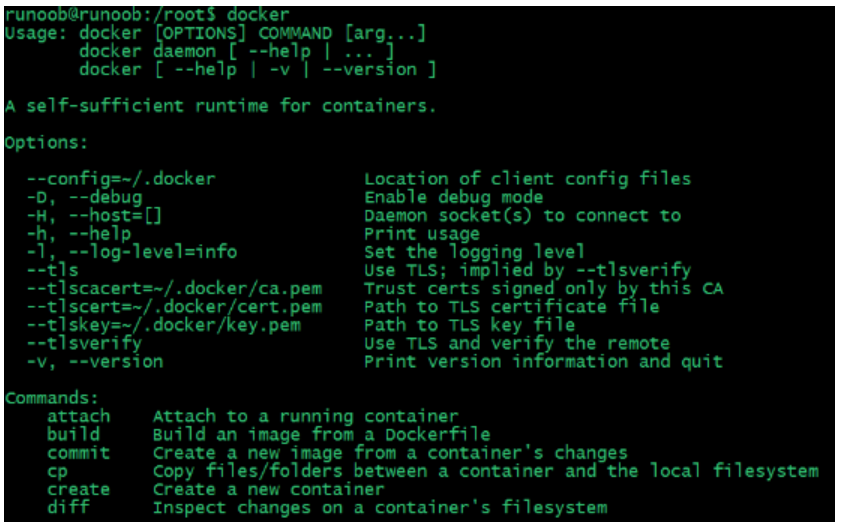 runoob@runoob:/root$ docker
Usage: docker [OPTIONS] COMMAND [arg...]
       docker daemon [ --help | ... ]
       docker [ --help | -v | --version ]
A self-sufficient runtime for containers.
Options:
  --config=~/.docker              Location of client config files
  -D, --debug                     Enable debug mode
  -H, --host=[]                   Daemon socket(s) to connect to
  -h, --help                      Print usage
  -l, --log-level=info            Set the logging level
  --tls                           Use TLS; implied by --tlsverify
  --tlscacert=~/.docker/ca.pem    Trust certs signed only by this CA
  --tlscert=~/.docker/cert.pem    Path to TLS certificate file
  --tlskey=~/.docker/key.pem      Path to TLS key file
  --tlsverify                     Use TLS and verify the remote
  -v, --version                   Print version information and quit
Commands:
    attach    Attach to a running container
    build     Build an image from a Dockerfile
    commit    Create a new image from a container's changes
    cp        Copy files/folders between a container and the local filesystem
    create    Create a new container
    diff      Inspect changes on a container's filesystem